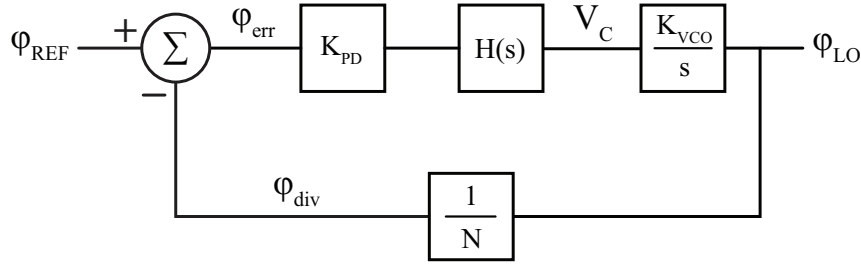 φREF
+
−
Σ
φerr
KPD
H(s)
VC
KVCO
s
φLO
φdiv
1
N